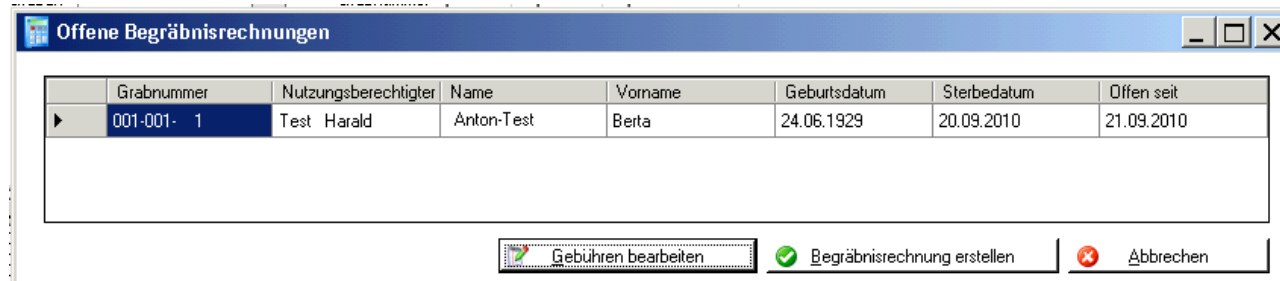 Offene Begräbnisrechnungen
Grabnummer Nutzungsberechtigter Name Vorname Geburtsdatum Sterbedatum Offen seit
001-001- 1 Test Harald Anton-Test Berta 24.06.1929 20.09.2010 21.09.2010
Gebühren bearbeiten Begräbnisrechnung erstellen Abbrechen